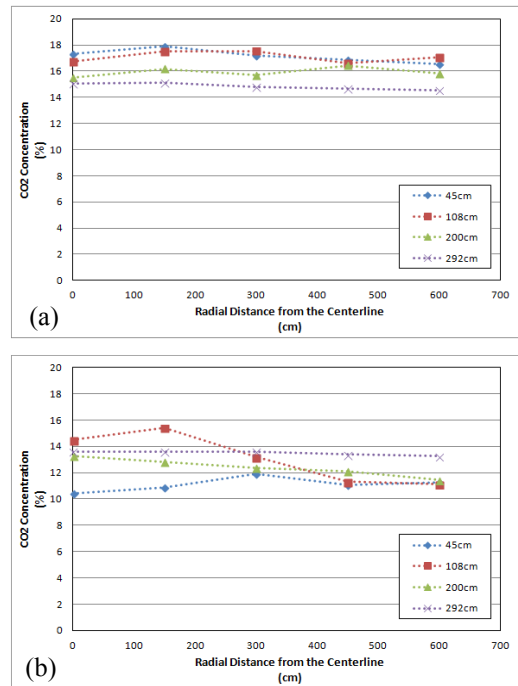 20
18
16
14
12
10
8
6
4
2
0
CO2 Concentration
(%)
45cm
108cm
200cm
292cm
0 100 200 300 400 500 600 700
Radial Distance from the Centerline
(cm)
(a)
20
18
16
14
12
10
8
6
4
2
0
CO2 Concentration
(%)
45cm
108cm
200cm
292cm
0 100 200 300 400 500 600 700
Radial Distance from the Centerline
(cm)
(b)